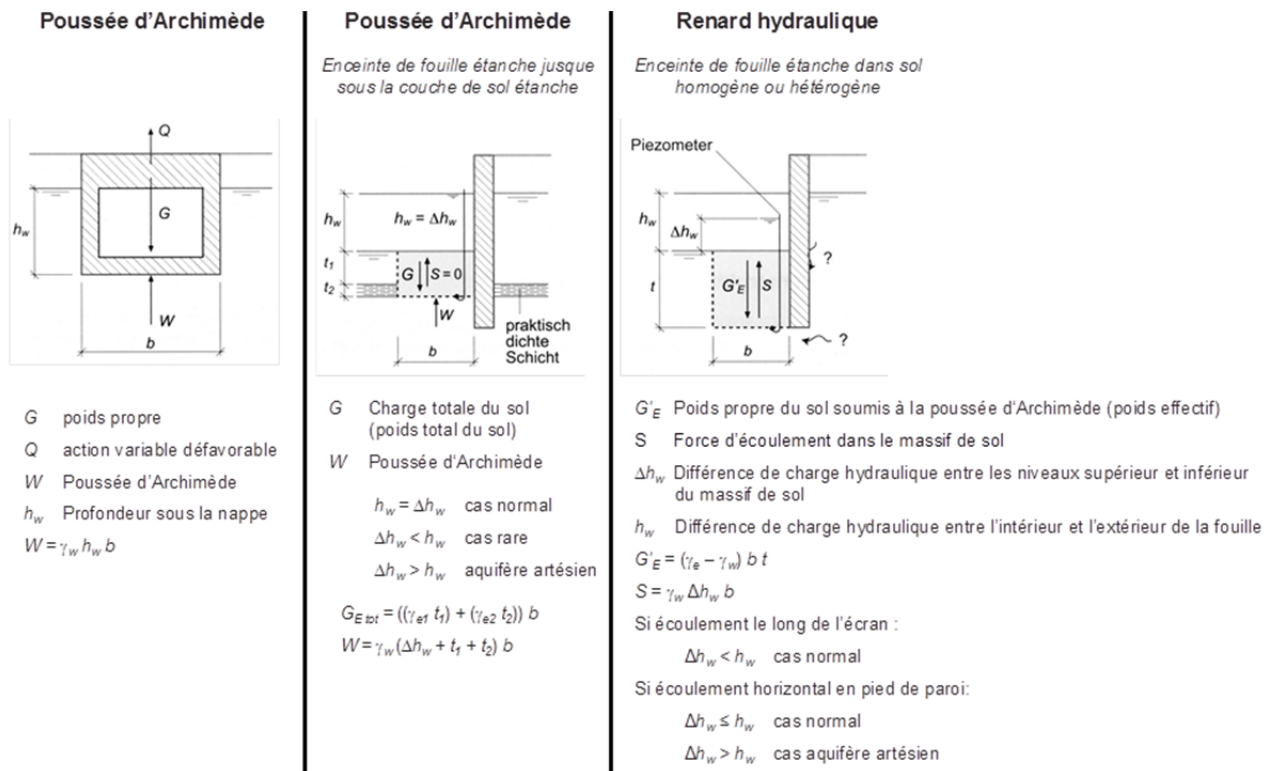 Poussée d'Archimède
Q
G
h_w
W
b
G poids propre
Q action variable défavorable
W Poussée d'Archimède
h_w Profondeur sous la nappe
W = γ_w h_w b
Poussée d'Archimède
Enceinte de fouille étanche jusque
sous la couche de sol étanche
h_w
h_w = Δh_w
t_1
G S = 0
t_2
W
praktisch
dichte
Schicht
b
G Charge totale du sol
(poids total du sol)
W Poussée d'Archimède
h_w = Δh_w cas normal
Δh_w < h_w cas rare
Δh_w > h_w aquifère artésien
G_E tot = ((γ_e1 t_1) + (γ_e2 t_2)) b
W = γ_w (Δh_w + t_1 + t_2) b
Renard hydraulique
Enceinte de fouille étanche dans sol
homogène ou hétérogène
Piezometer
h_w
Δh_w
?
t
G'_E S
?
b
G'_E Poids propre du sol soumis à la poussée d'Archimède (poids effectif)
S Force d'écoulement dans le massif de sol
Δh_w Différence de charge hydraulique entre les niveaux supérieur et inférieur
du massif de sol
h_w Différence de charge hydraulique entre l'intérieur et l'extérieur de la fouille
G'_E = (γ_e – γ_w) b t
S = γ_w Δh_w b
Si écoulement le long de l'écran :
Δh_w < h_w cas normal
Si écoulement horizontal en pied de paroi:
Δh_w ≤ h_w cas normal
Δh_w > h_w cas aquifère artésien